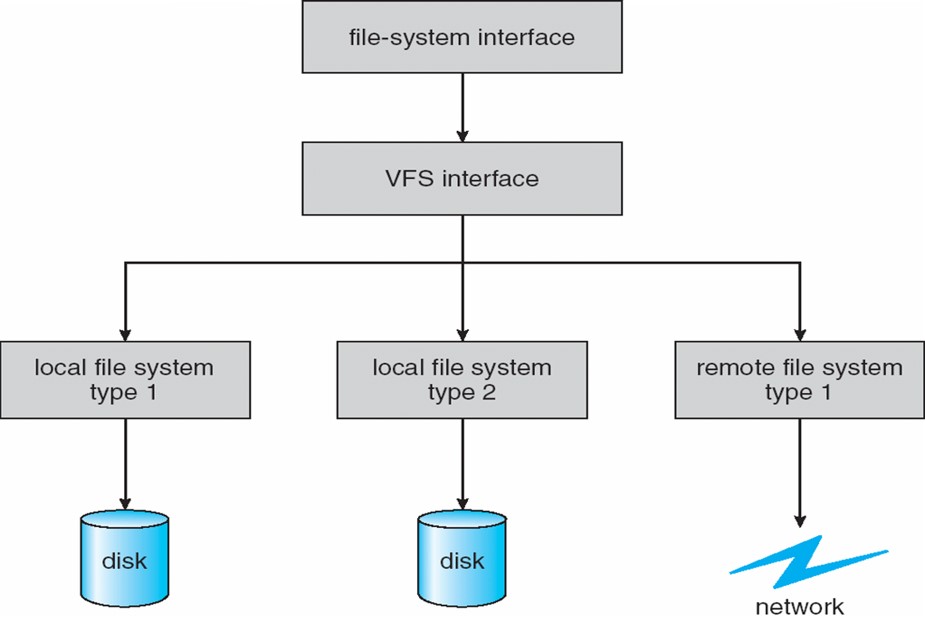 file-system interface
VFS interface
local file system
type 1
local file system
type 2
remote file system
type 1
disk
disk
network